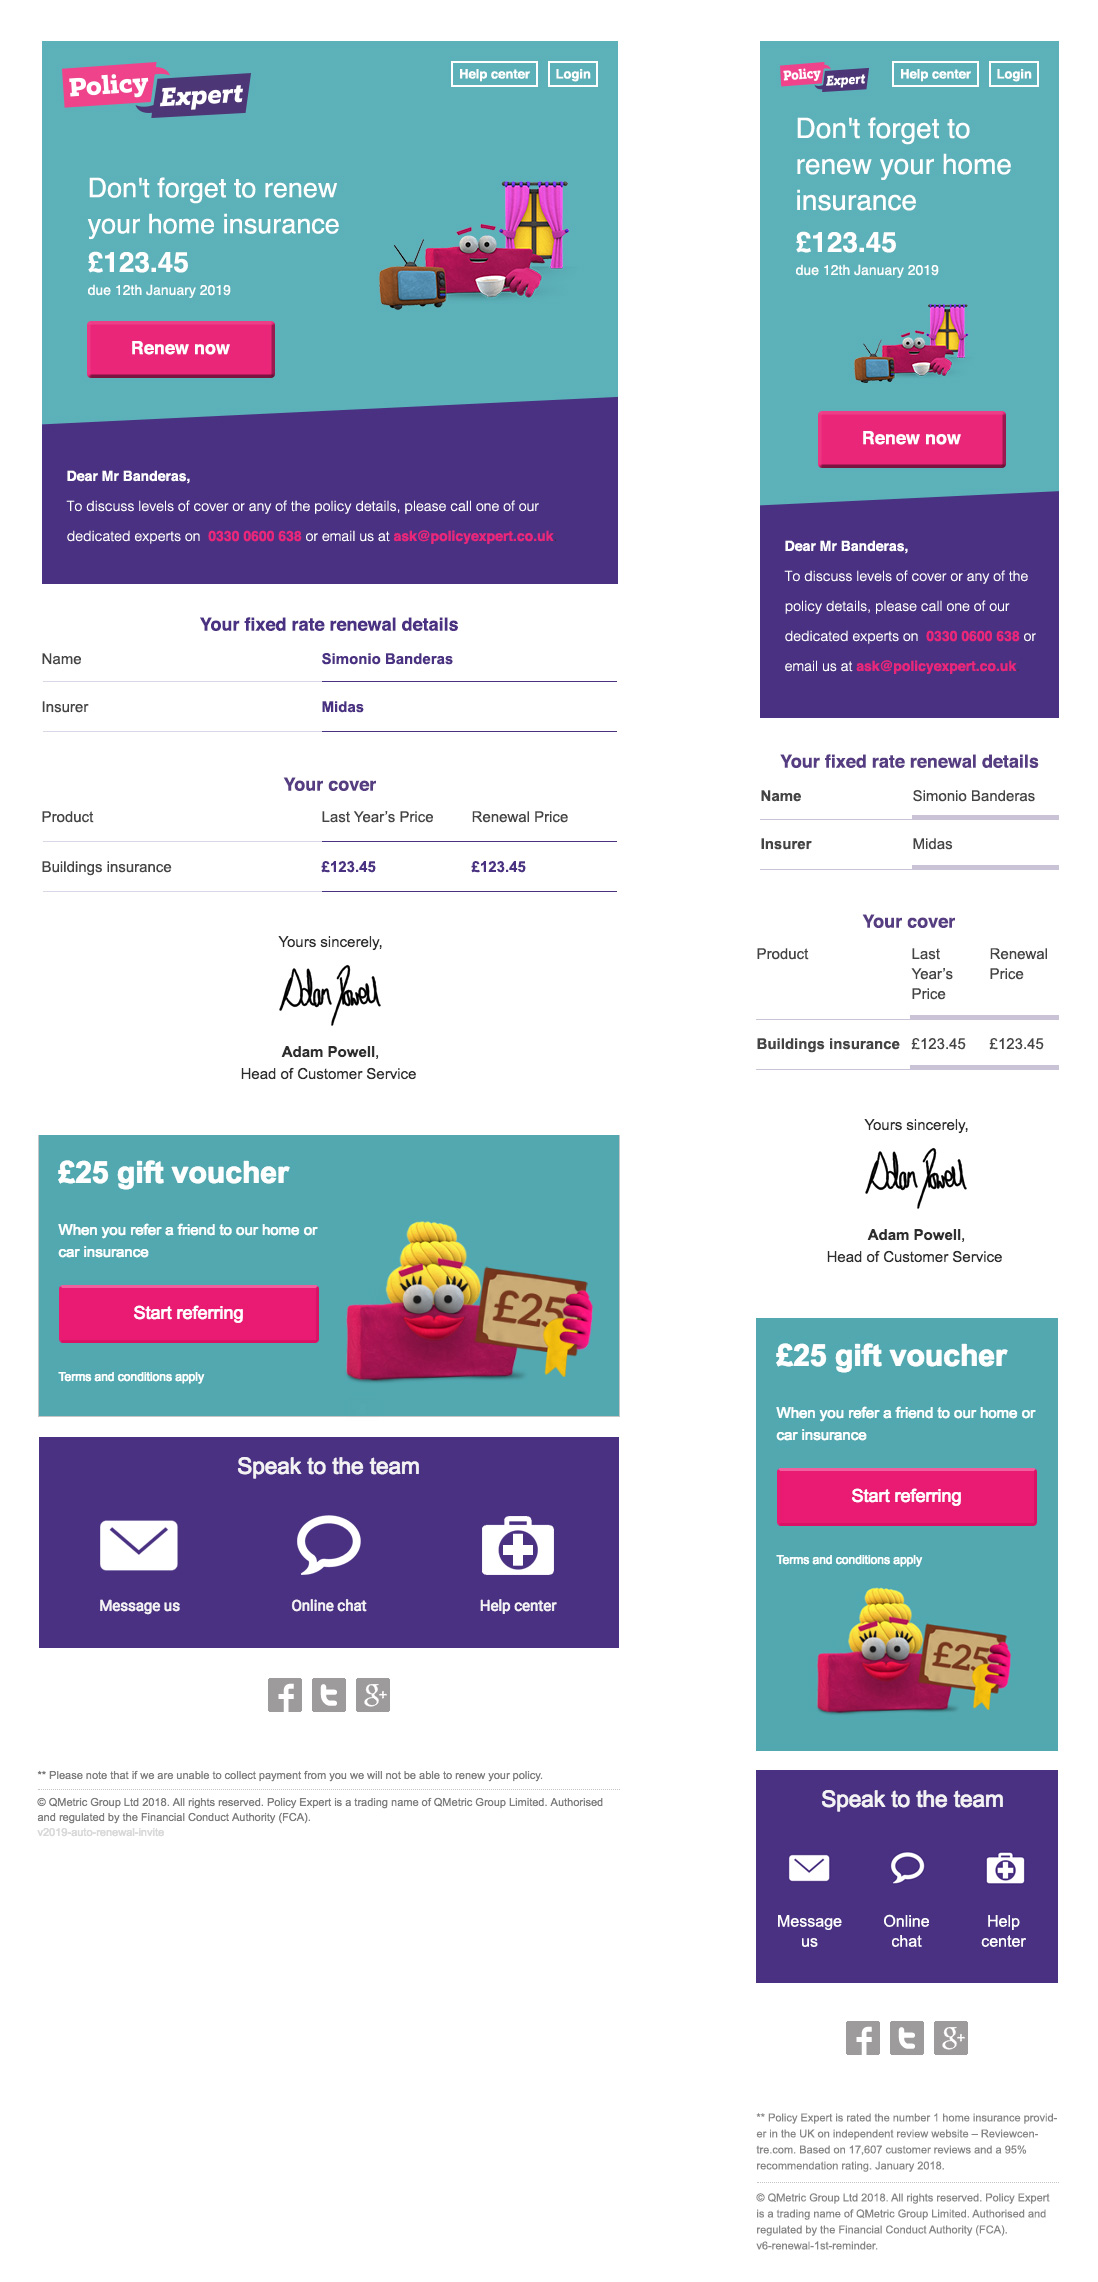 Policy
Expert
Help center
Login
Don't forget to renew
your home insurance
£123.45
due 12th January 2019
Renew now
Dear Mr Banderas,
To discuss levels of cover or any of the policy details, please call one of our
dedicated experts on 0330 0600 638 or email us at ask@policyexpert.co.uk
Your fixed rate renewal details
Name Simonio Banderas
Insurer Midas
Your cover
Product Last Year’s Price Renewal Price
Buildings insurance £123.45 £123.45
Yours sincerely,
Adam Powell
Adam Powell,
Head of Customer Service
£25 gift voucher
When you refer a friend to our home or
car insurance
Start referring
£25
Terms and conditions apply
Speak to the team
Message us
Online chat
Help center
f t g+
** Please note that if we are unable to collect payment from you we will not be able to renew your policy.
© QMetric Group Ltd 2018. All rights reserved. Policy Expert is a trading name of QMetric Group Limited. Authorised
and regulated by the Financial Conduct Authority (FCA).
v2019-auto-renewal-invite
Policy
Expert
Help center
Login
Don't forget to
renew your home
insurance
£123.45
due 12th January 2019
Renew now
Dear Mr Banderas,
To discuss levels of cover or any of the
policy details, please call one of our
dedicated experts on 0330 0600 638 or
email us at ask@policyexpert.co.uk
Your fixed rate renewal details
Name Simonio Banderas
Insurer Midas
Your cover
Product Last Renewal
Year’s Price
Price
Buildings insurance £123.45 £123.45
Yours sincerely,
Adam Powell
Adam Powell,
Head of Customer Service
£25 gift voucher
When you refer a friend to our home or
car insurance
Start referring
Terms and conditions apply
£25
Speak to the team
Message
us
Online
chat
Help
center
f t g+
** Policy Expert is rated the number 1 home insurance provid-
er in the UK on independent review website – Reviewcen-
tre.com. Based on 17,607 customer reviews and a 95%
recommendation rating. January 2018.
© QMetric Group Ltd 2018. All rights reserved. Policy Expert
is a trading name of QMetric Group Limited. Authorised and
regulated by the Financial Conduct Authority (FCA).
v6-renewal-1st-reminder.